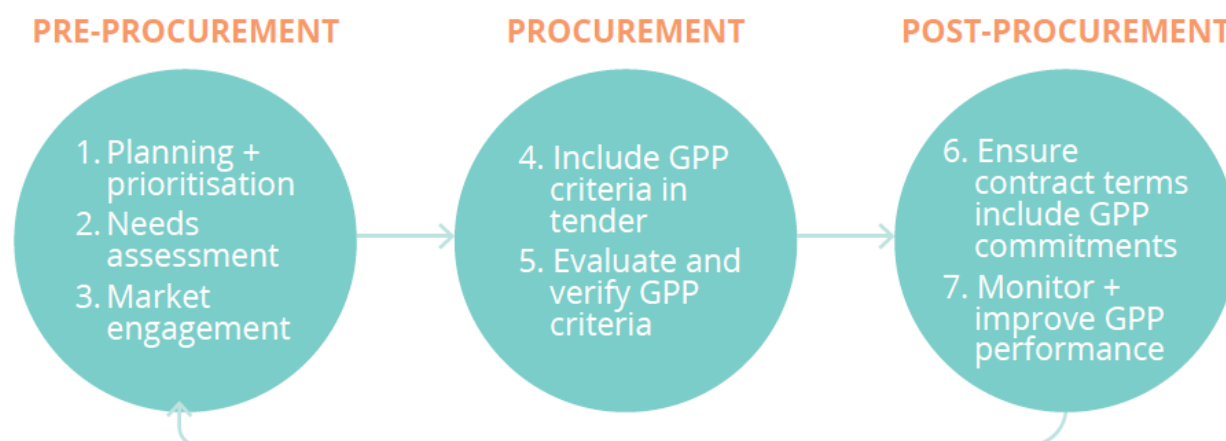 PRE-PROCUREMENT
1. Planning +
prioritisation
2. Needs
assessment
3. Market
engagement
PROCUREMENT
4. Include GPP
criteria in
tender
5. Evaluate and
verify GPP
criteria
POST-PROCUREMENT
6. Ensure
contract terms
include GPP
commitments
7. Monitor +
improve GPP
performance